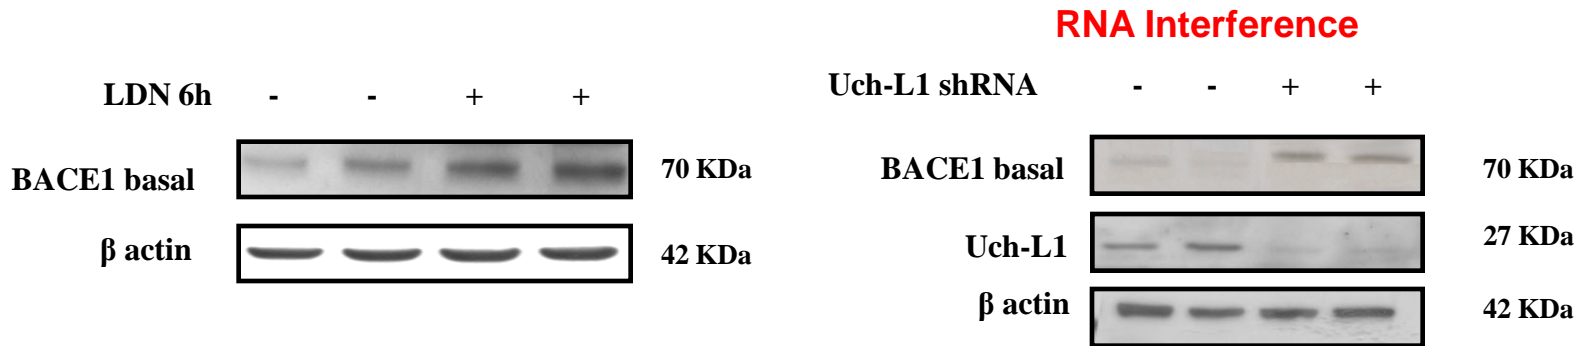 RNA Interference
LDN 6h - - + +
BACE1 basal 70 KDa
β actin 42 KDa
Uch-L1 shRNA - - + +
BACE1 basal 70 KDa
Uch-L1 27 KDa
β actin 42 KDa